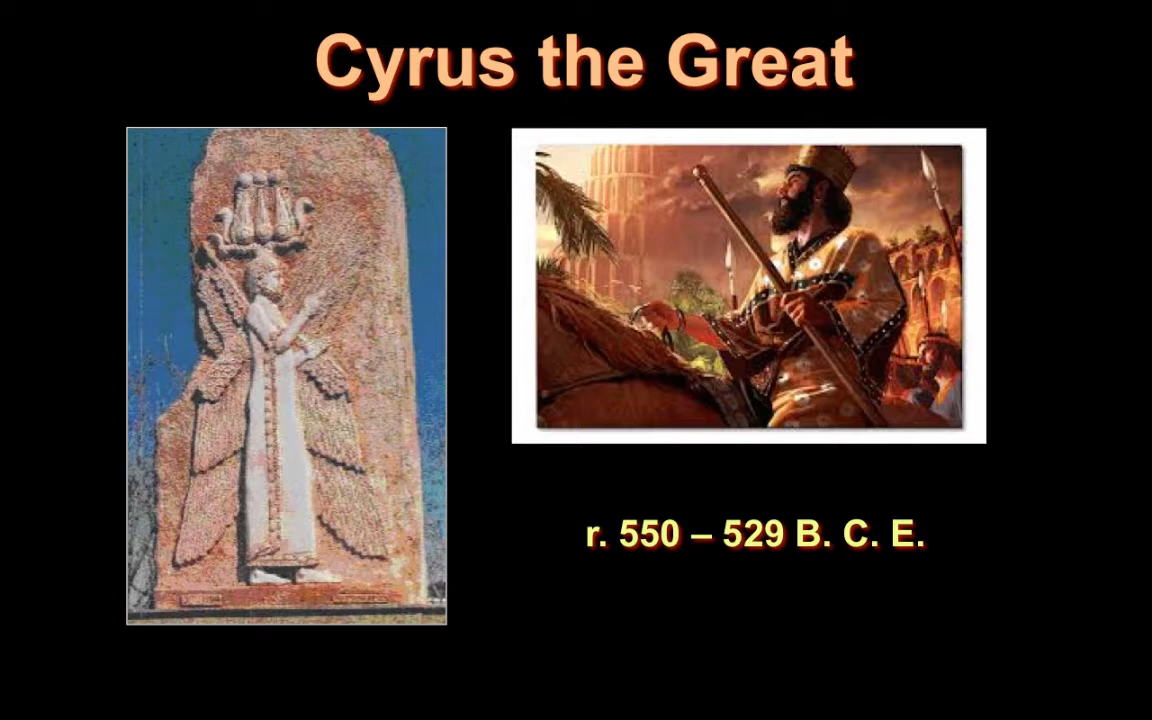 Cyrus the Great
r. 550 – 529 B. C. E.